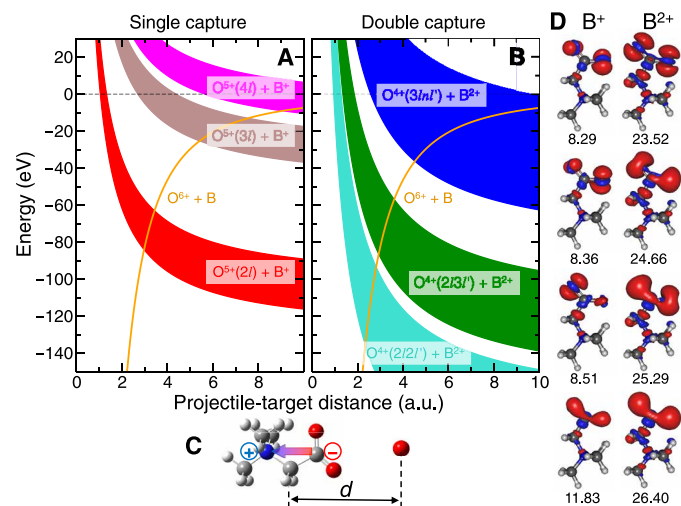 Single capture
Double capture
D
B⁺
B²⁺
Energy (eV)
20
0
−20
−40
−60
−80
−100
−120
−140
A
O⁵⁺(4l) + B⁺
O⁵⁺(3l) + B⁺
O⁶⁺ + B
O⁵⁺(2l) + B⁺
B
O⁴⁺(3lnl') + B²⁺
O⁶⁺ + B
O⁴⁺(2l3l') + B²⁺
O⁴⁺(2l2l') + B²⁺
0 2 4 6 8 0 2 4 6 8 10
Projectile-target distance (a.u.)
C
+
−
d
8.29 23.52
8.36 24.66
8.51 25.29
11.83 26.40